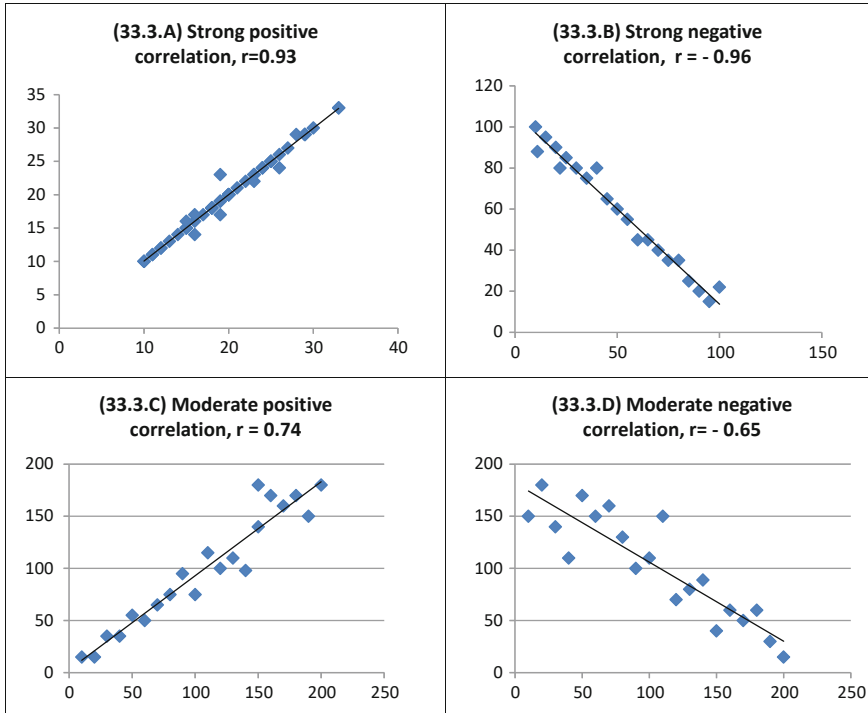 (33.3.A) Strong positive
correlation, r=0.93
35
30
25
20
15
10
5
0
0 10 20 30 40
(33.3.B) Strong negative
correlation, r = - 0.96
120
100
80
60
40
20
0
0 50 100 150
(33.3.C) Moderate positive
correlation, r = 0.74
200
150
100
50
0
0 50 100 150 200 250
(33.3.D) Moderate negative
correlation, r= - 0.65
200
150
100
50
0
0 50 100 150 200 250